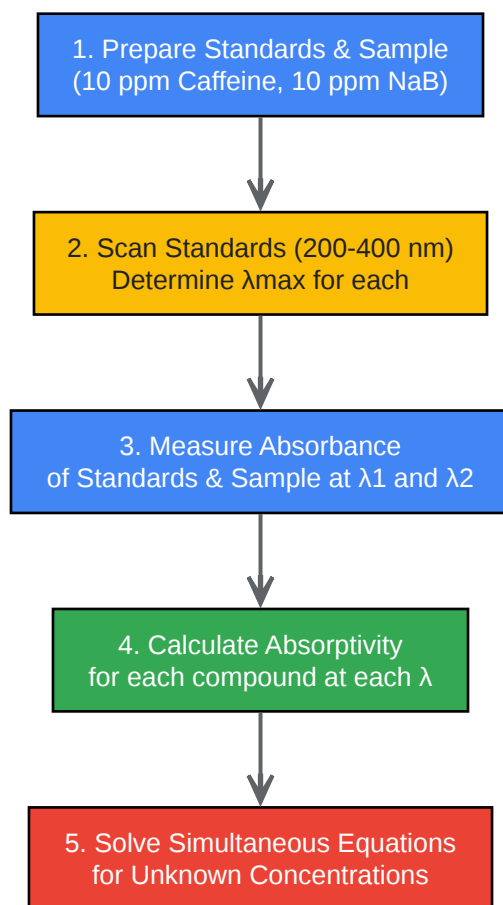 1. Prepare Standards & Sample
(10 ppm Caffeine, 10 ppm NaB)
2. Scan Standards (200-400 nm)
Determine λmax for each
3. Measure Absorbance
of Standards & Sample at λ1 and λ2
4. Calculate Absorptivity
for each compound at each λ
5. Solve Simultaneous Equations
for Unknown Concentrations